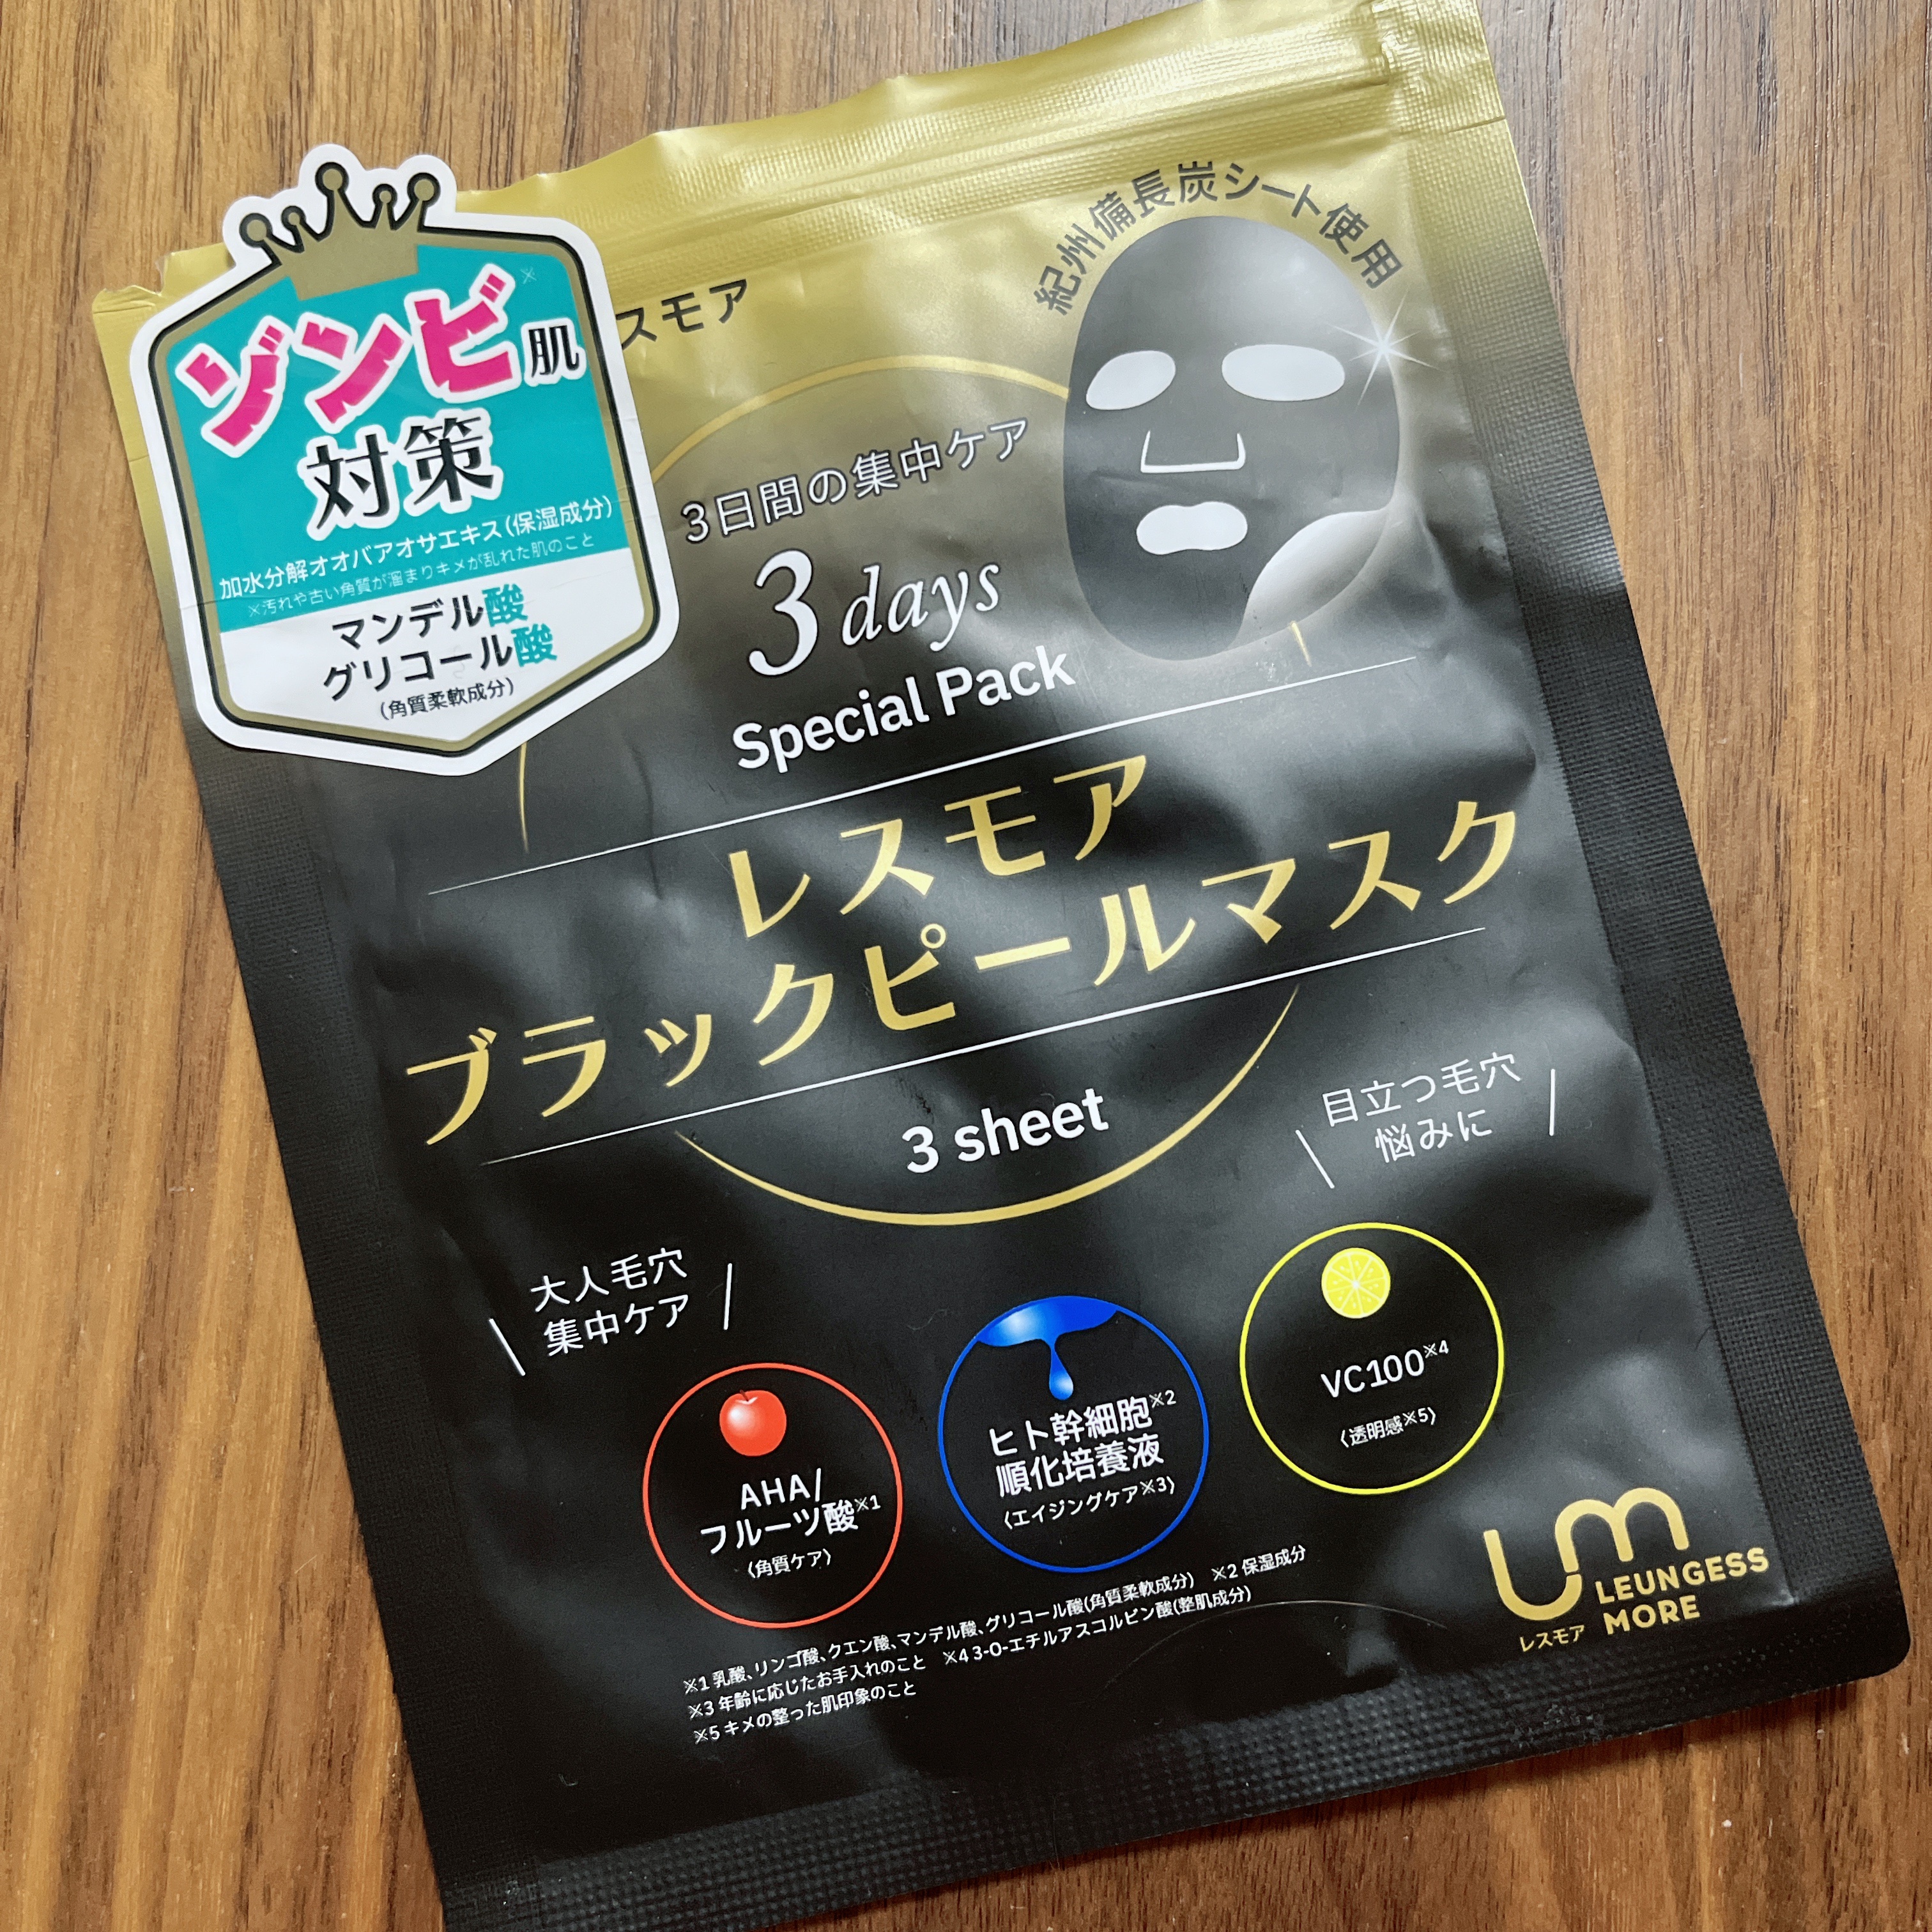 ゾンビ※肌
対策
加水分解オオバアオサエキス(保湿成分)
※汚れや古い角質が溜まりキメが乱れた肌のこと
マンデル酸
グリコール酸
(角質柔軟成分)
スモア
紀州備長炭シート使用
3日間の集中ケア
3 days
Special Pack
レスモア
ブラックピールマスク
3 sheet
大人毛穴
集中ケア
目立つ毛穴
悩みに
AHA/
フルーツ酸※1
〈角質ケア〉
ヒト幹細胞※2
順化培養液
〈エイジングケア※3〉
VC100※4
〈透明感※5〉
※1 乳酸、リンゴ酸、クエン酸、マンデル酸、グリコール酸(角質柔軟成分) ※2 保湿成分
※3 年齢に応じたお手入れのこと ※4 3-O-エチルアスコルビン酸(整肌成分)
※5 キメの整った肌印象のこと
um
LEUNGESS
レスモア MORE